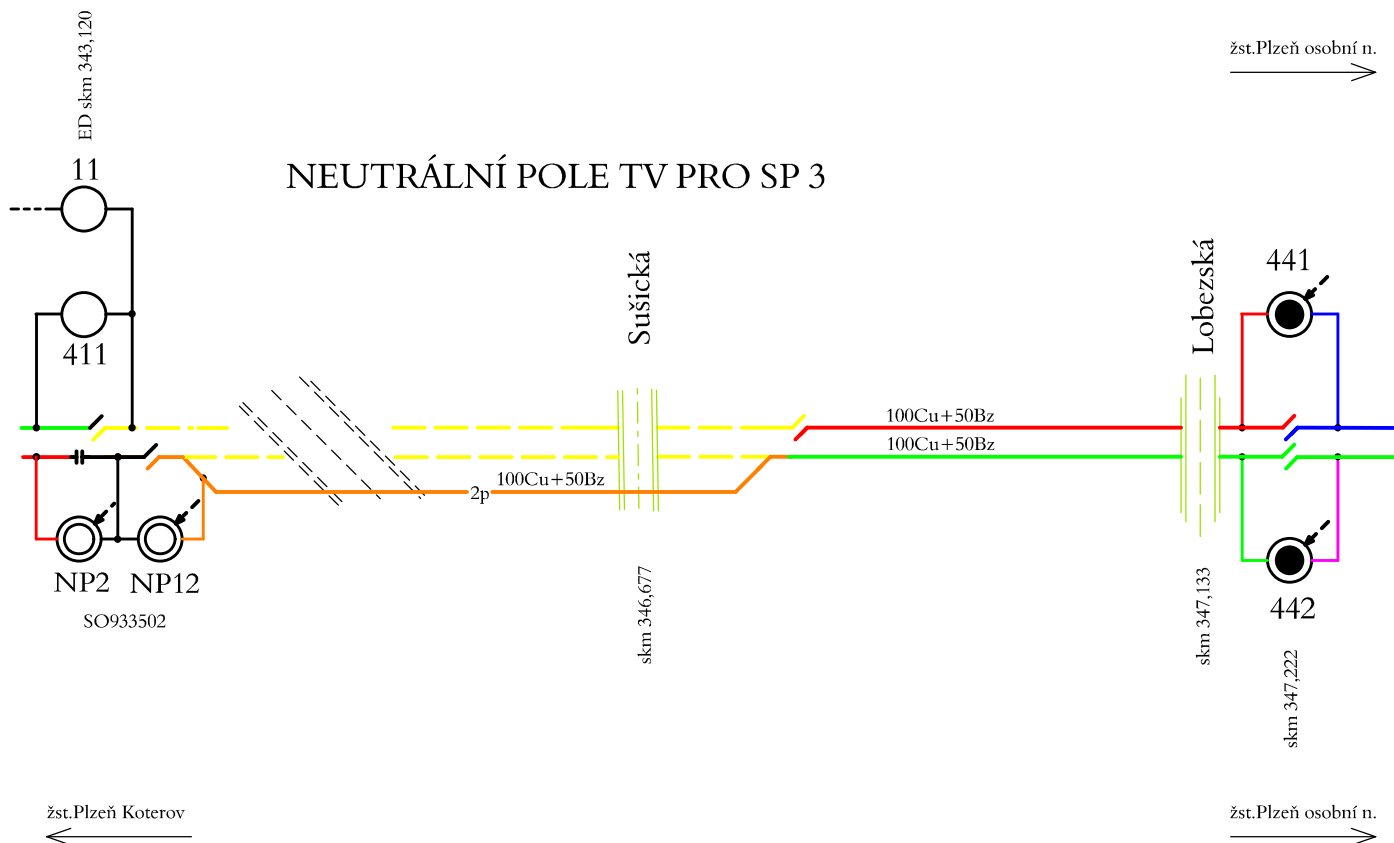 ED skm 343,120
žst.Plzeň osobní n.
11
NEUTRÁLNÍ POLE TV PRO SP 3
411
Sušická
Lobezská
441
100Cu+50Bz
100Cu+50Bz
100Cu+50Bz
2p
NP2
NP12
SO933502
skm 346,677
skm 347,133
442
skm 347,222
žst.Plzeň Koterov
žst.Plzeň osobní n.